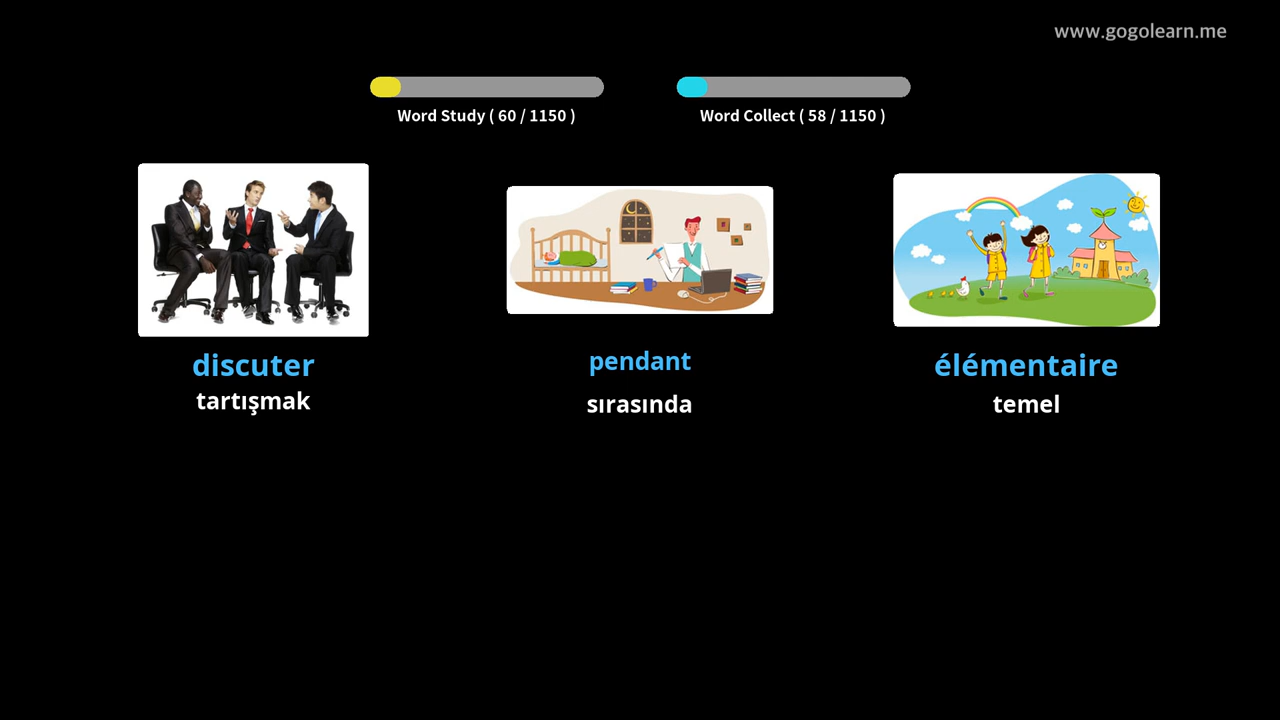 www.gogolearn.me
Word Study ( 60 / 1150 )
Word Collect ( 58 / 1150 )
discuter
tartışmak
pendant
sırasında
élémentaire
temel